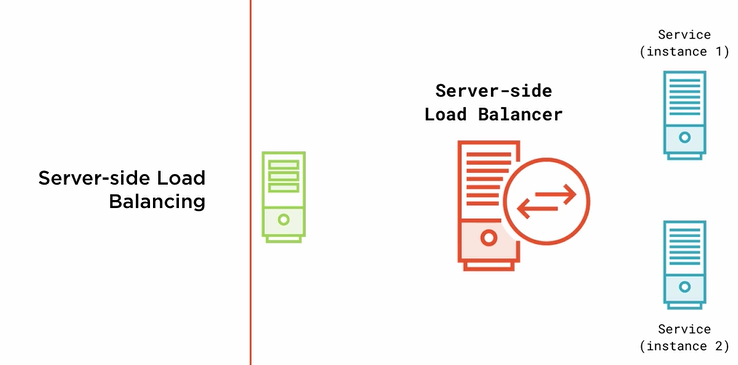 Server-side Load
Balancing
Server-side
Load Balancer
Service
(instance 1)
Service
(instance 2)